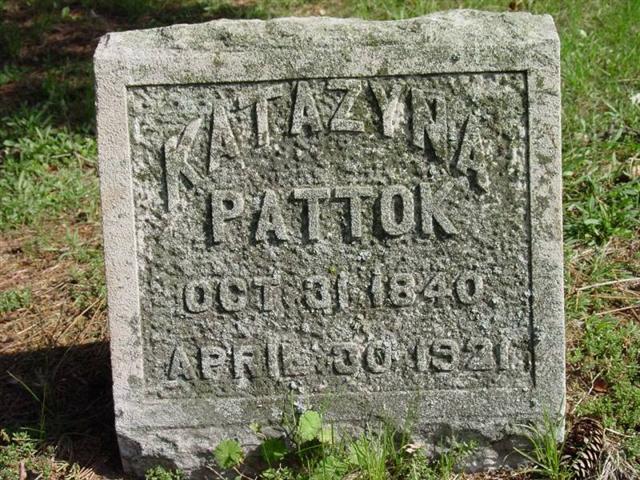 KATAZYNA
PATTOK
OCT. 31 1840.
APRIL 30 1921.